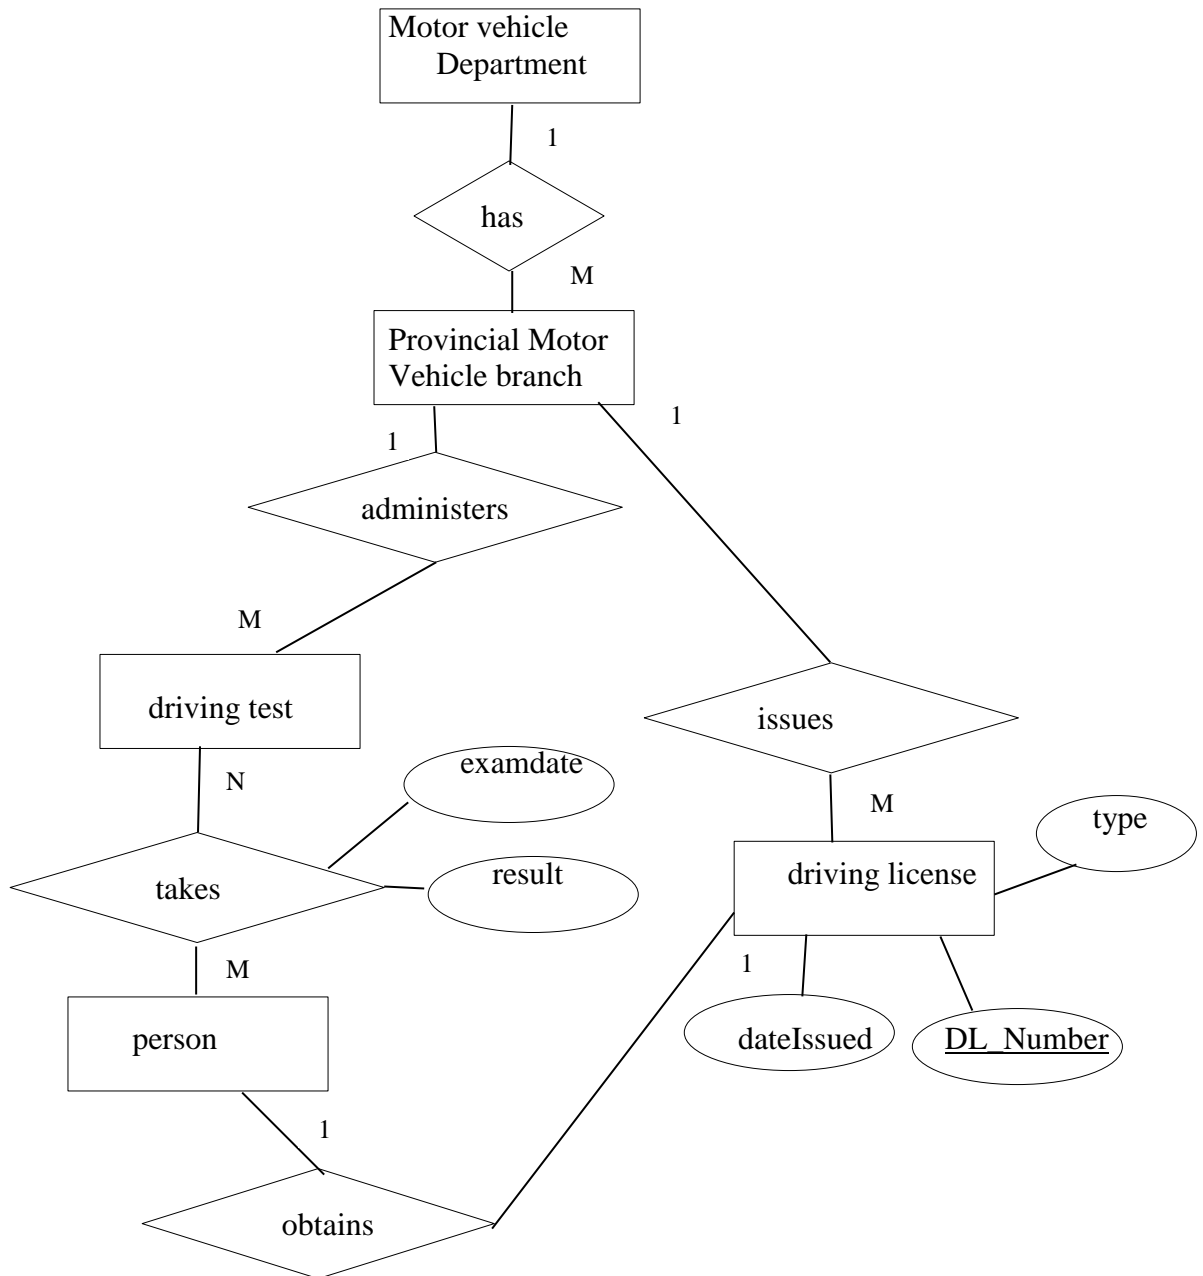 Motor vehicle
Department
1
has
M
Provincial Motor
Vehicle branch
1
1
administers
M
driving test
issues
examdate
N
M
type
result
driving license
takes
M
1
dateIssued
DL_Number
person
1
obtains